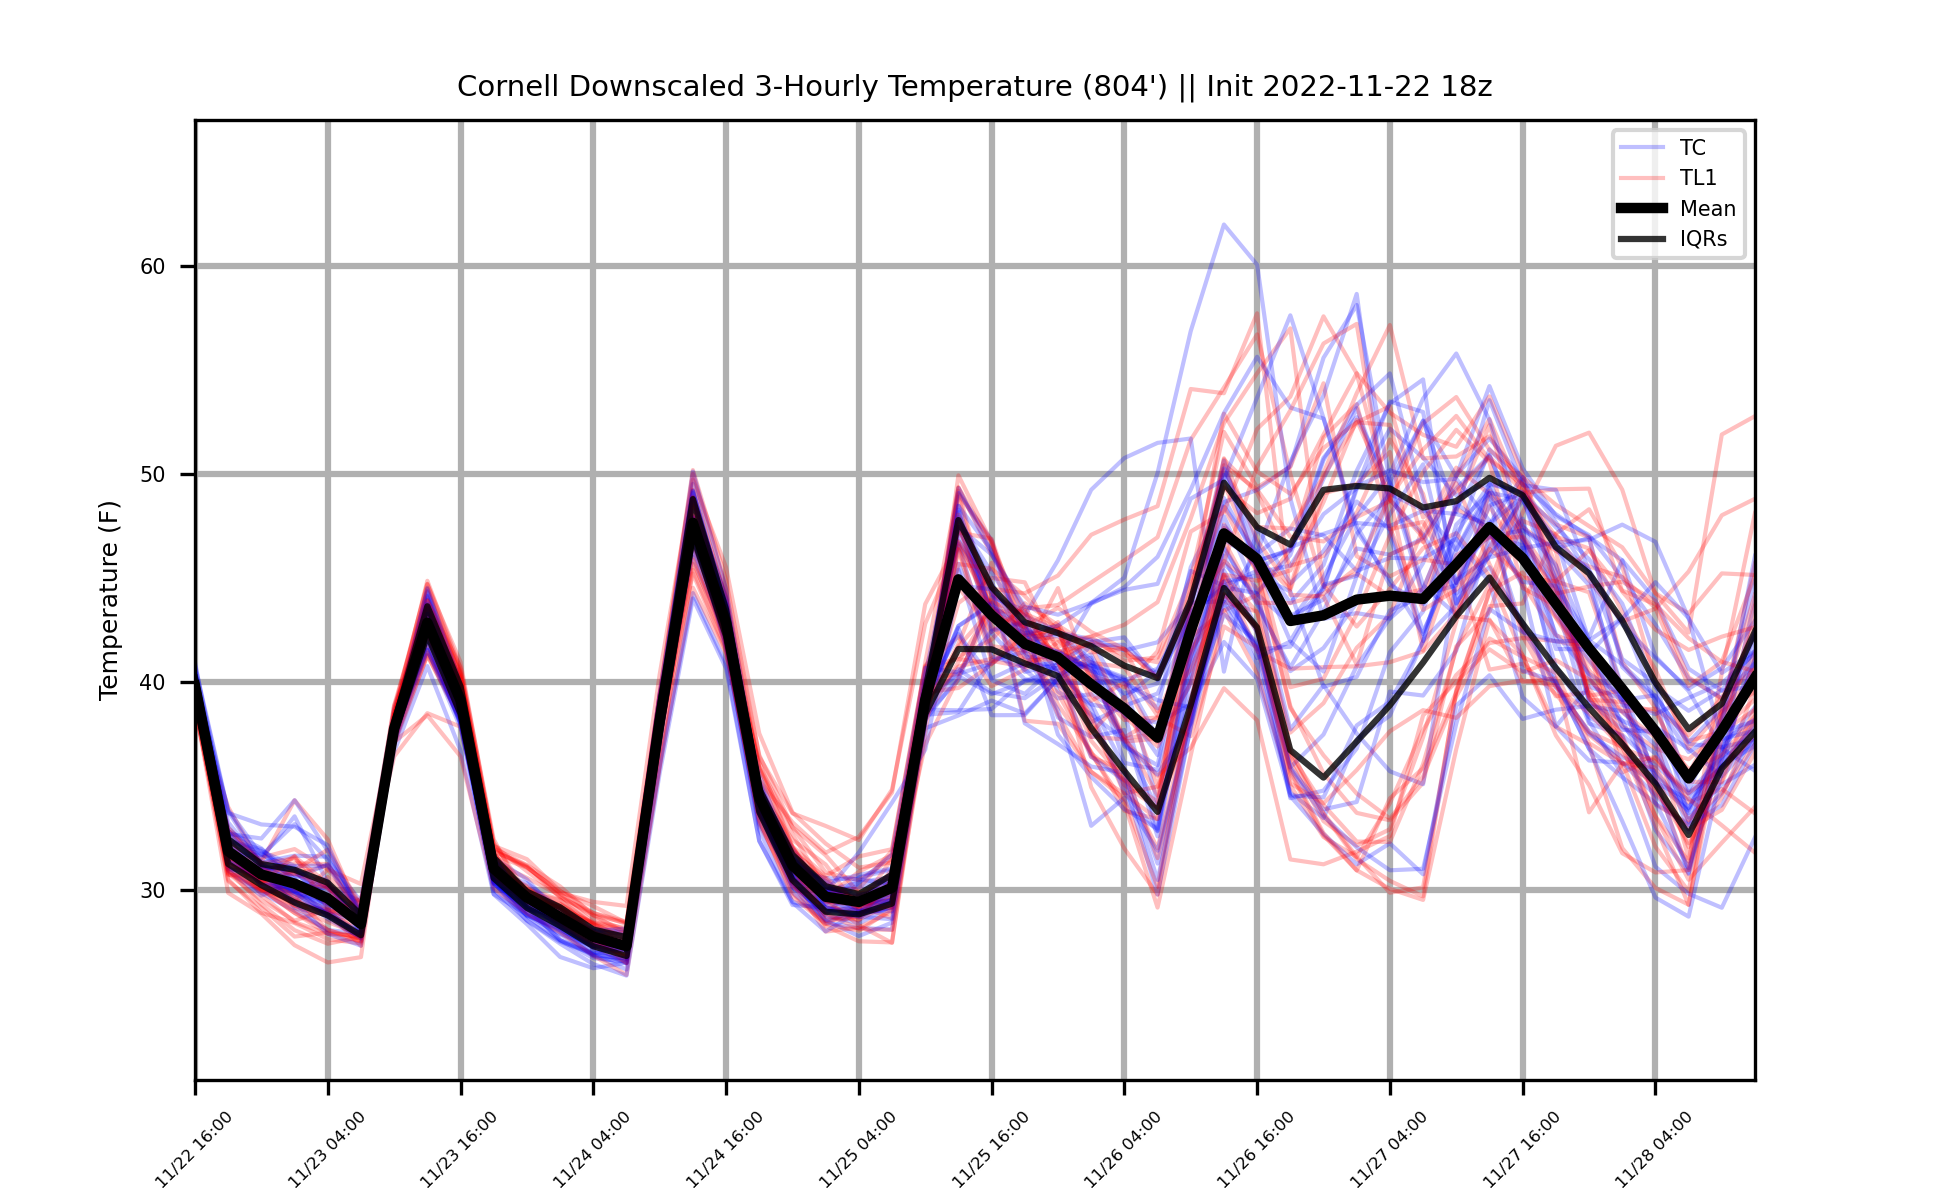 Cornell Downscaled 3-Hourly Temperature (804') || Init 2022-11-22 18z
TC
TL1
Mean
IQRs
Temperature (F)
60
50
40
30
11/22 16:00
11/23 04:00
11/23 16:00
11/24 04:00
11/24 16:00
11/25 04:00
11/25 16:00
11/26 04:00
11/26 16:00
11/27 04:00
11/27 16:00
11/28 04:00